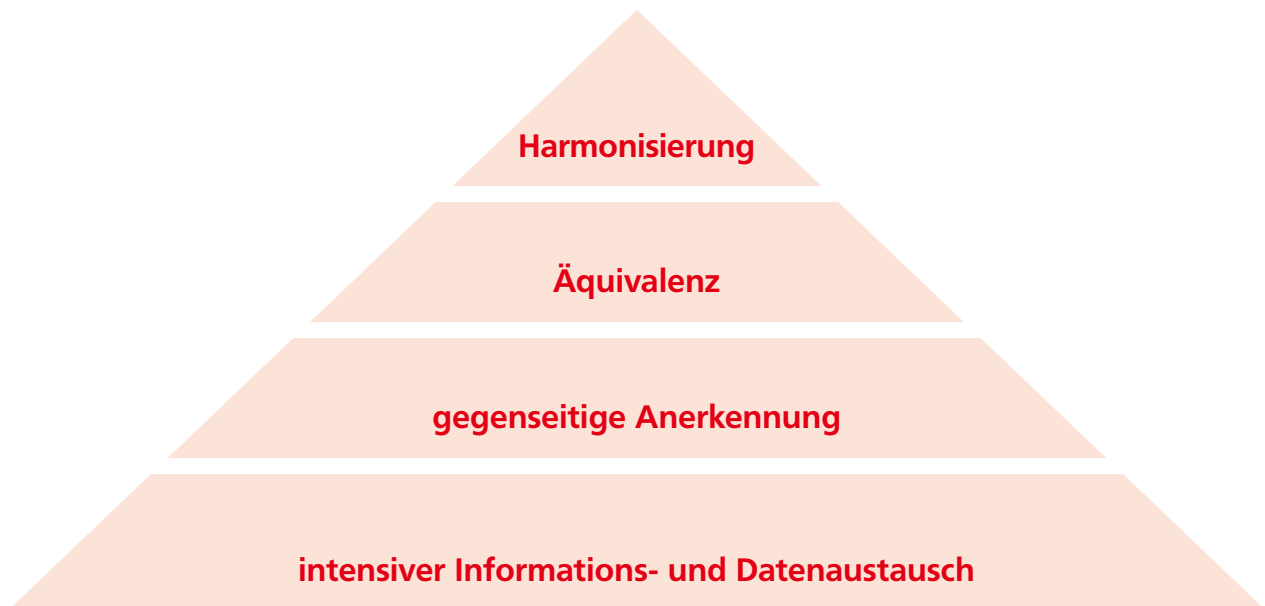 Harmonisierung
Äquivalenz
gegenseitige Anerkennung
intensiver Informations- und Datenaustausch